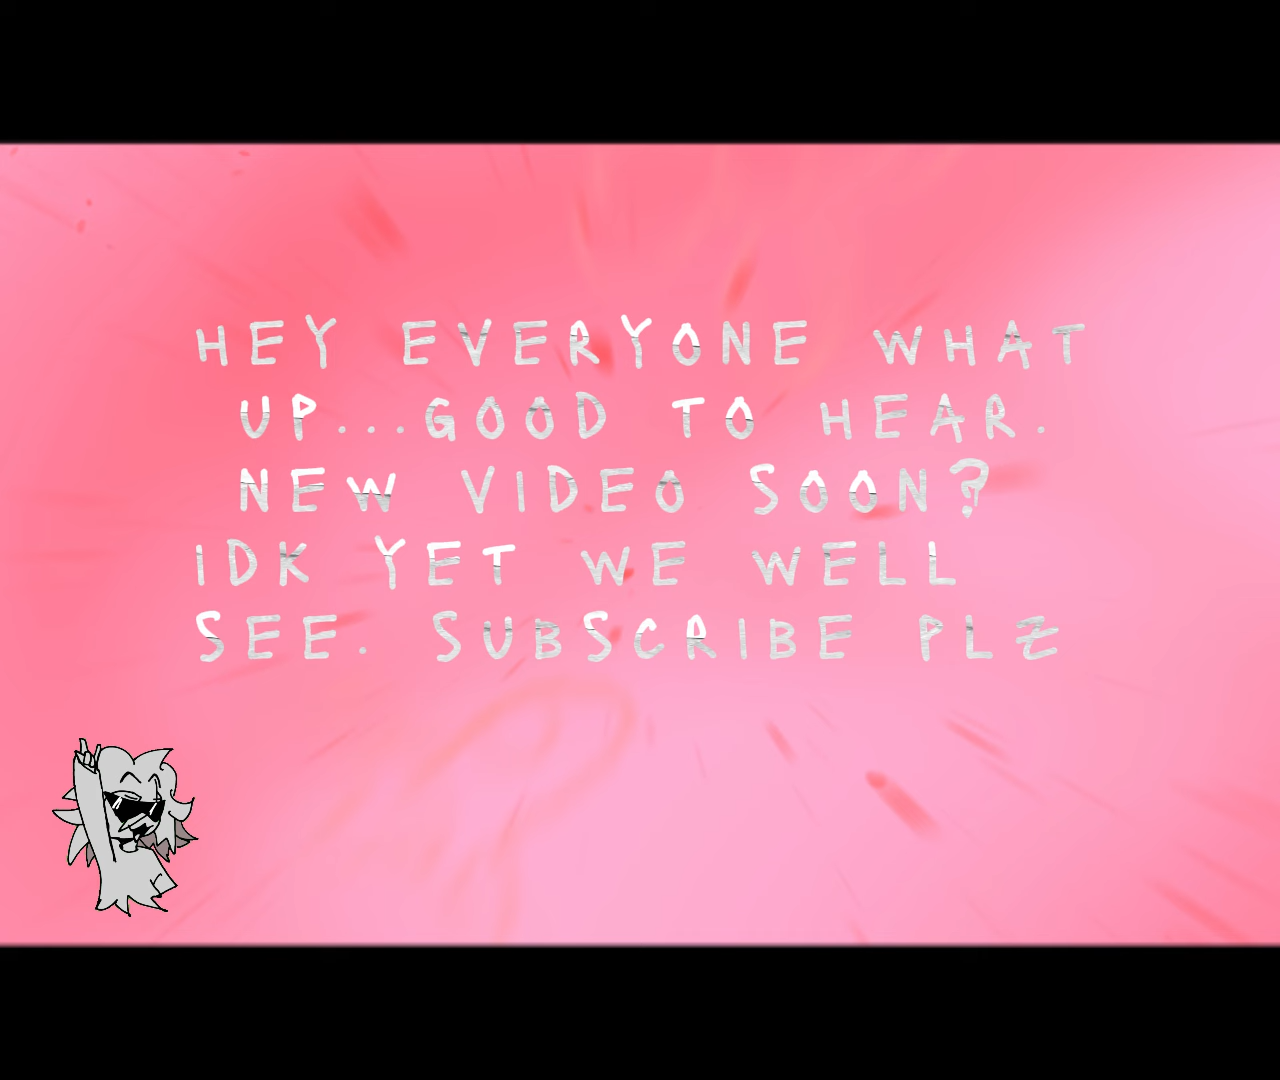 HEY EVERYONE WHAT
UP...GOOD TO HEAR.
NEW VIDEO SOON?
IDK YET WE WELL
SEE. SUBSCRIBE PLZ